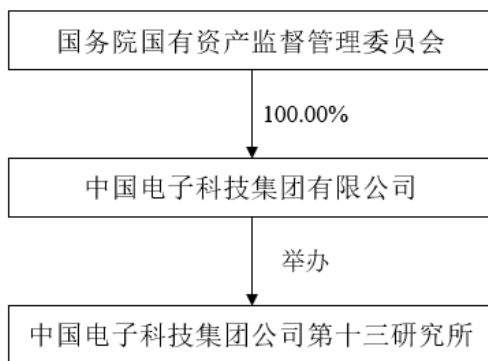 国务院国有资产监督管理委员会
100.00%
中国电子科技集团有限公司
举办
中国电子科技集团公司第十三研究所